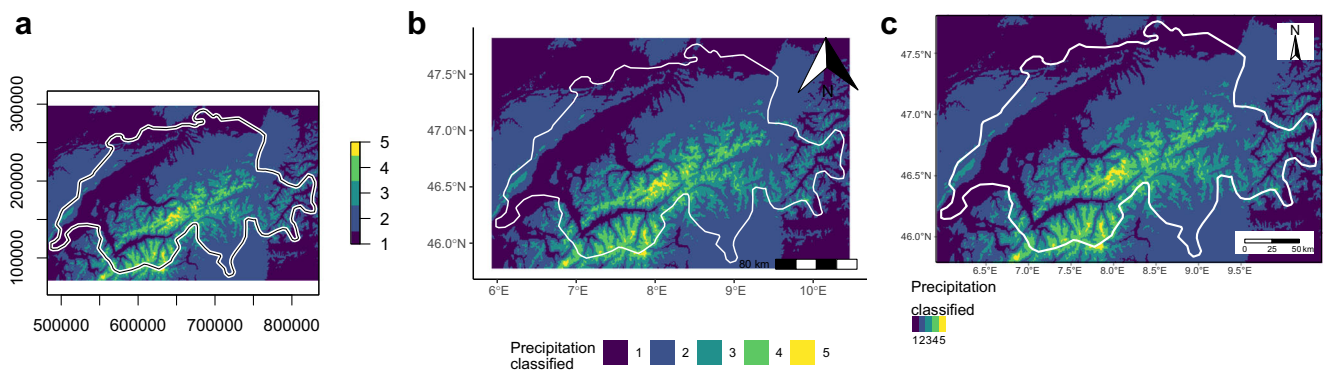 a
300000
200000
100000
500000
600000
700000
800000
5
4
3
2
1
b
47.5°N
47.0°N
46.5°N
46.0°N
6°E
7°E
8°E
9°E
10°E
N
80 km
Precipitation
classified
1
2
3
4
5
c
47.5°N
47.0°N
46.5°N
46.0°N
6.5°E
7.0°E
7.5°E
8.0°E
8.5°E
9.0°E
9.5°E
N
0 25 50 km
Precipitation
classified
12345